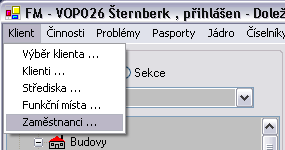 FM - VOP026 Šternberk , přihlášen - Dolež
Klient Činnosti Problémy Pasporty Jádro Číselníky
Výběr klienta ...
Klienti ...
Sekce
Střediska ...
Funkční místa ...
Zaměstnanci ...
Budovy